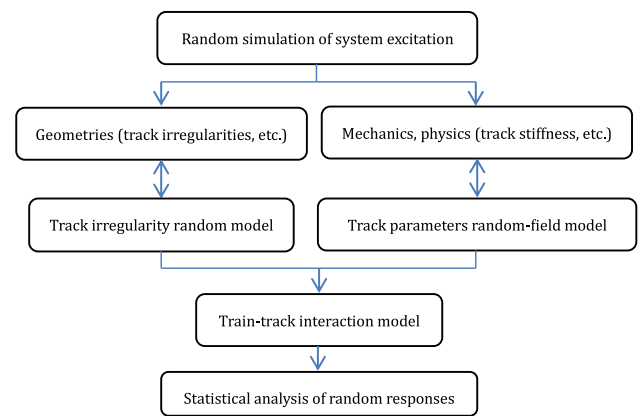 Random simulation of system excitation
Geometries (track irregularities, etc.)
Mechanics, physics (track stiffness, etc.)
Track irregularity random model
Track parameters random-field model
Train-track interaction model
Statistical analysis of random responses